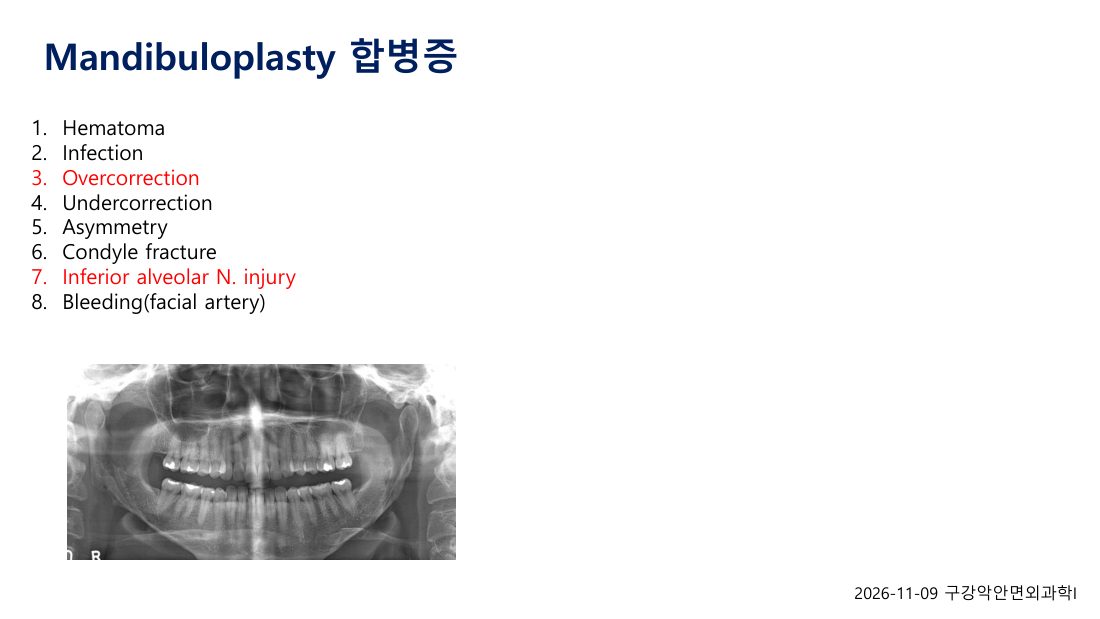 Mandibuloplasty 합병증
1. Hematoma
2. Infection
3. Overcorrection
4. Undercorrection
5. Asymmetry
6. Condyle fracture
7. Inferior alveolar N. injury
8. Bleeding(facial artery)
R
2026-11-09 구강악안면외과학I